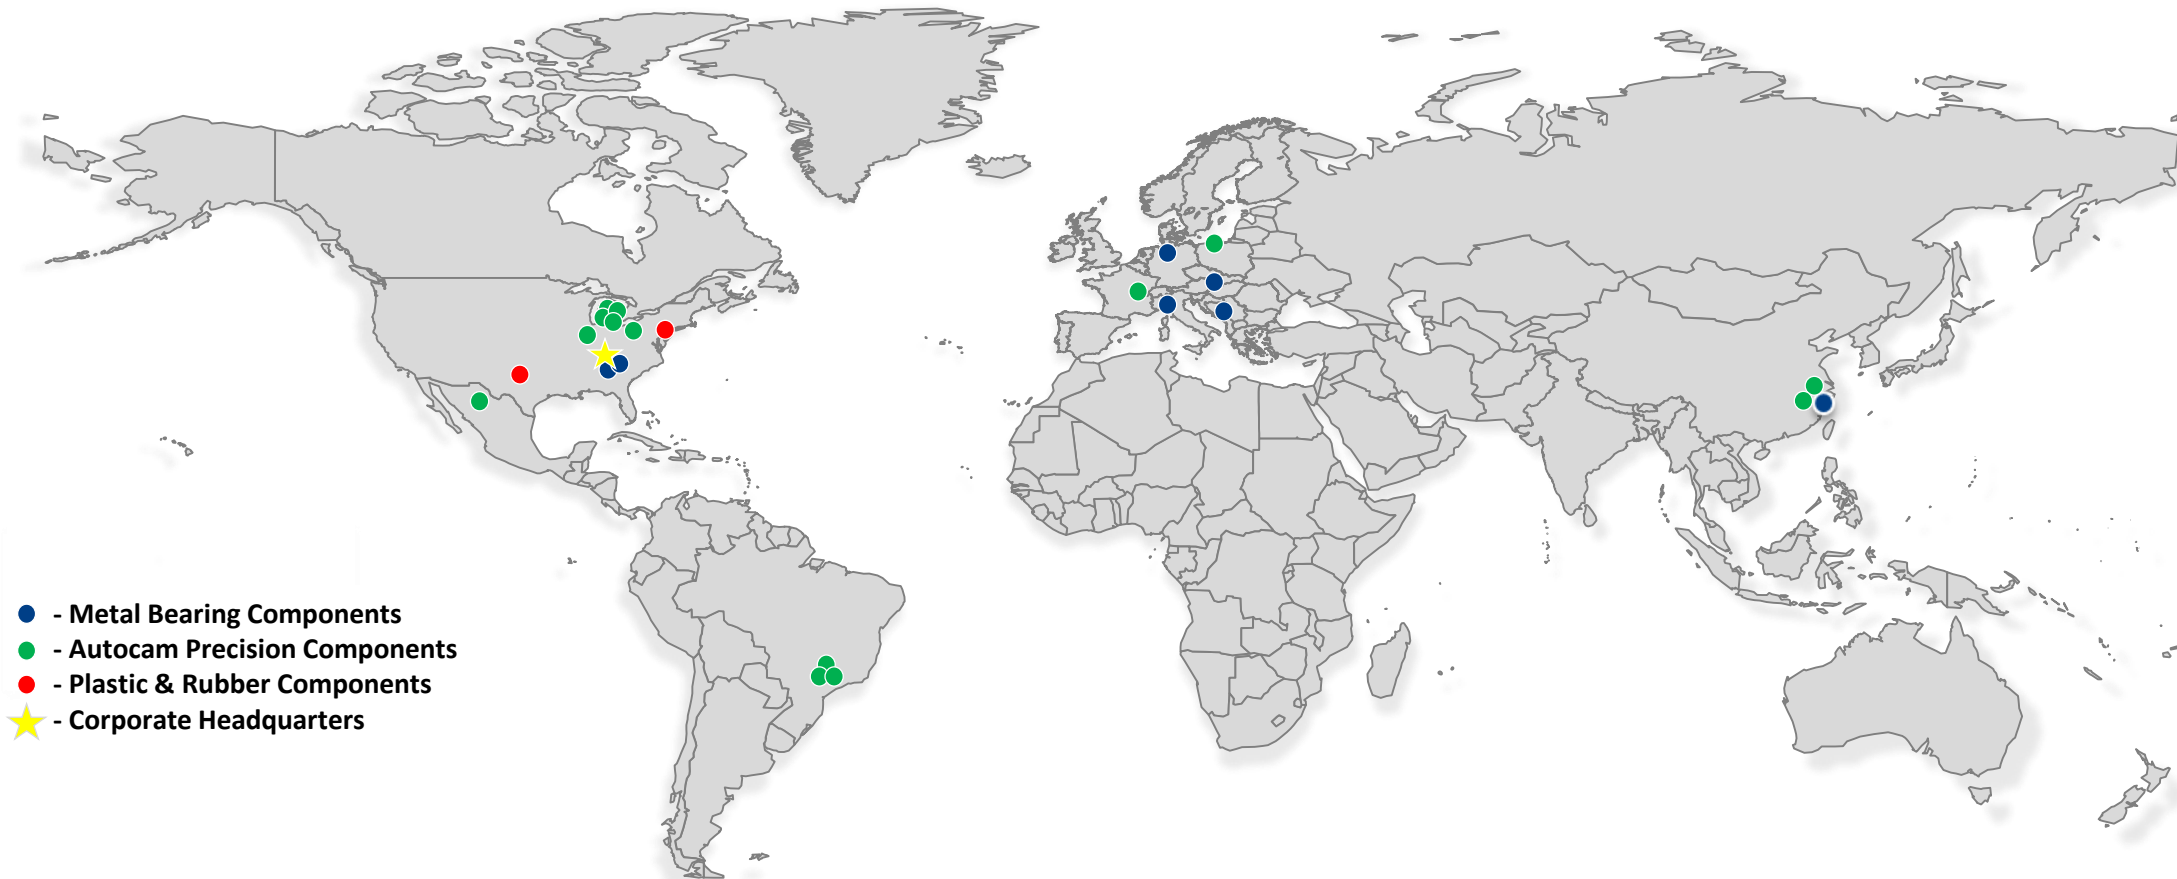 - Metal Bearing Components
- Autocam Precision Components
- Plastic & Rubber Components
- Corporate Headquarters